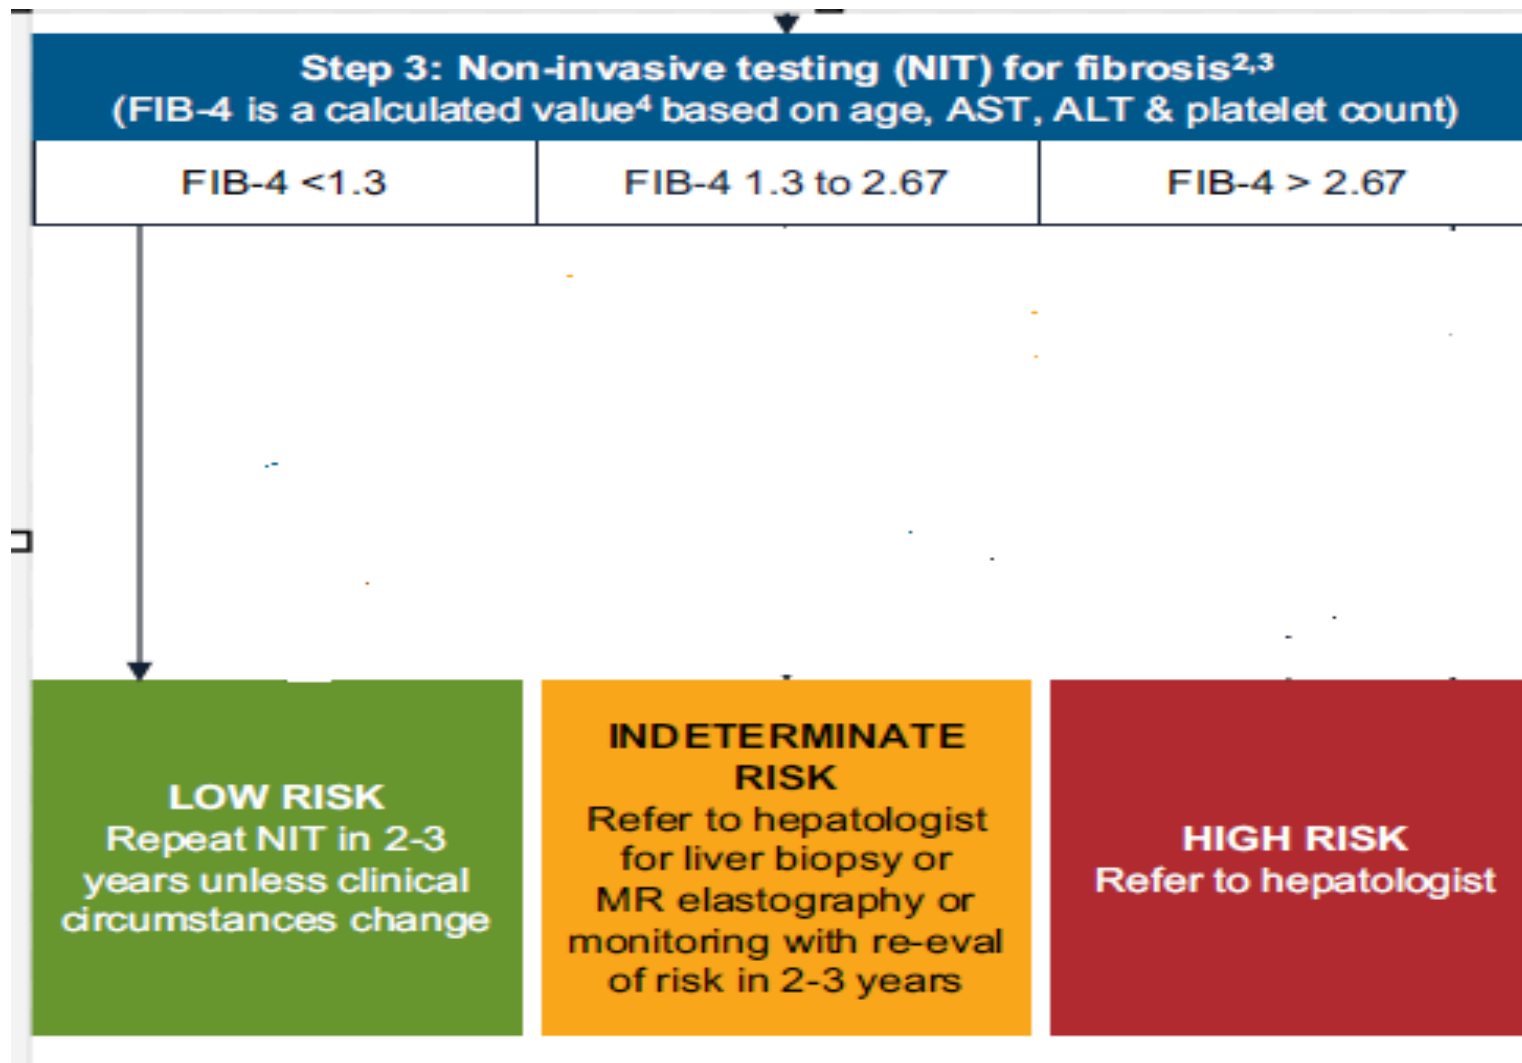 Step 3: Non-invasive testing (NIT) for fibrosis2,3
(FIB-4 is a calculated value4 based on age, AST, ALT & platelet count)
FIB-4 <1.3
FIB-4 1.3 to 2.67
FIB-4 > 2.67
LOW RISK
Repeat NIT in 2-3
years unless clinical
circumstances change
INDETERMINATE
RISK
Refer to hepatologist
for liver biopsy or
MR elastography or
monitoring with re-eval
of risk in 2-3 years
HIGH RISK
Refer to hepatologist